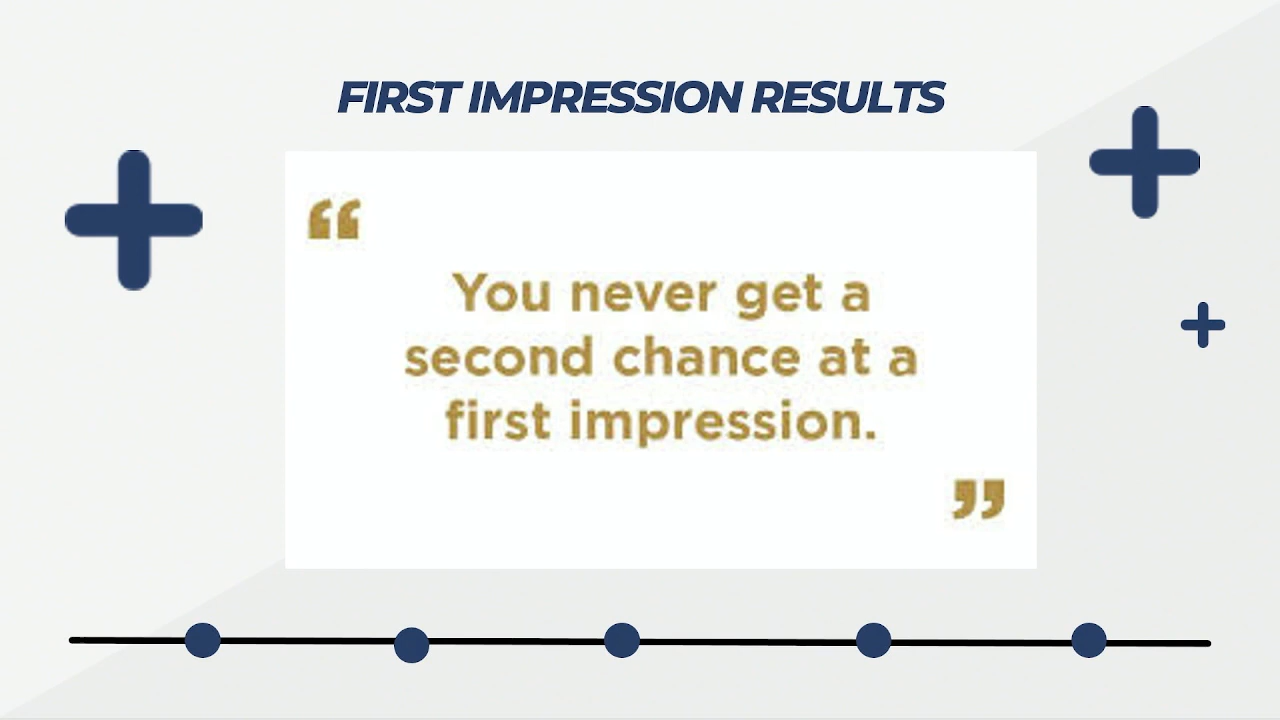 FIRST IMPRESSION RESULTS
“
You never get a
second chance at a
first impression.
”